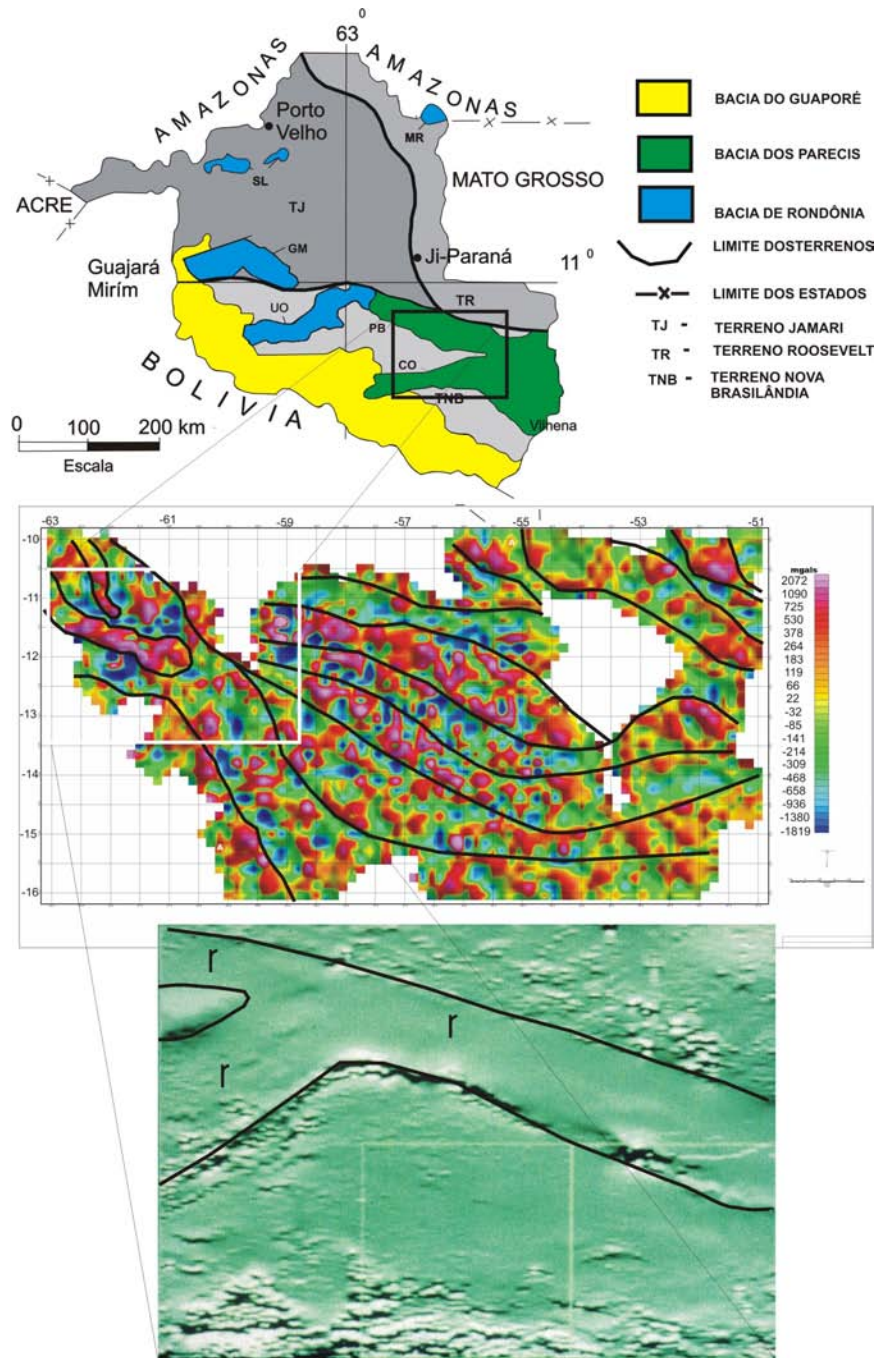 63 0
AMAZONAS
AMAZONAS
Porto
Velho
MR
SL
MATO GROSSO
ACRE
TJ
GM
Guajará
Mirím
Ji-Paraná
11 0
UO
TR
PB
CO
TNB
BOLIVIA
Vilhena
0 100 200 km
Escala
BACIA DO GUAPORÉ
BACIA DOS PARECIS
BACIA DE RONDÔNIA
LIMITE DOSTERRENOS
LIMITE DOS ESTADOS
TJ - TERRENO JAMARI
TR - TERRENO ROOSEVELT
TNB - TERRENO NOVA
BRASILÂNDIA
-63 -61 -59 -57 -55 -53 -51
-10
-11
-12
-13
-14
-15
-16
A
A
mgals
2072
1090
725
530
378
264
183
119
66
22
-32
-85
-141
-214
-309
-468
-658
-936
-1380
-1819
r
r
r